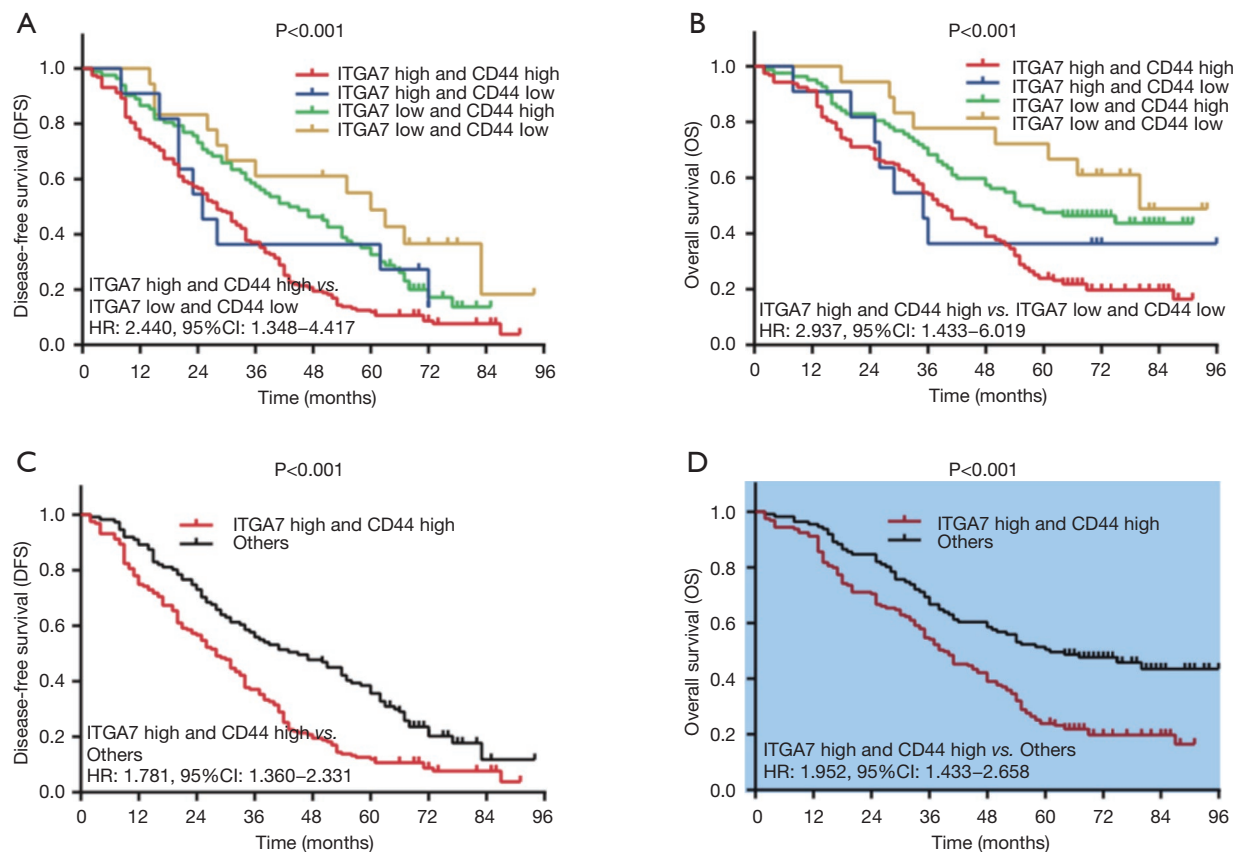 A
P<0.001
ITGA7 high and CD44 high
ITGA7 high and CD44 low
ITGA7 low and CD44 high
ITGA7 low and CD44 low
Disease-free survival (DFS)
1.0
0.8
0.6
0.4
0.2
0.0
ITGA7 high and CD44 high vs.
ITGA7 low and CD44 low
HR: 2.440, 95%CI: 1.348–4.417
0 12 24 36 48 60 72 84 96
Time (months)
B
P<0.001
ITGA7 high and CD44 high
ITGA7 high and CD44 low
ITGA7 low and CD44 high
ITGA7 low and CD44 low
Overall survival (OS)
1.0
0.8
0.6
0.4
0.2
0.0
ITGA7 high and CD44 high vs. ITGA7 low and CD44 low
HR: 2.937, 95%CI: 1.433–6.019
0 12 24 36 48 60 72 84 96
Time (months)
C
P<0.001
ITGA7 high and CD44 high
Others
Disease-free survival (DFS)
1.0
0.8
0.6
0.4
0.2
0.0
ITGA7 high and CD44 high vs.
Others
HR: 1.781, 95%CI: 1.360–2.331
0 12 24 36 48 60 72 84 96
Time (months)
D
P<0.001
ITGA7 high and CD44 high
Others
Overall survival (OS)
1.0
0.8
0.6
0.4
0.2
0.0
ITGA7 high and CD44 high vs. Others
HR: 1.952, 95%CI: 1.433–2.658
0 12 24 36 48 60 72 84 96
Time (months)